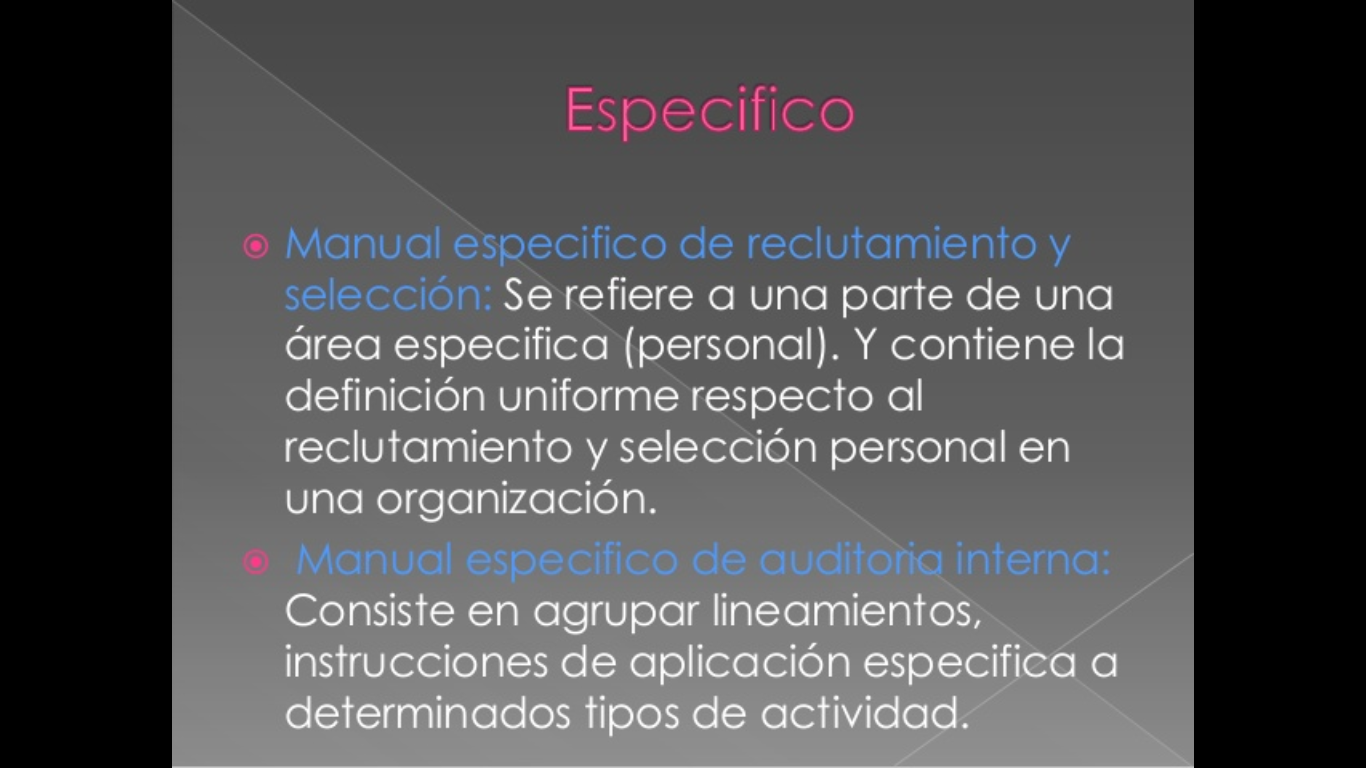 Especifico
Manual especifico de reclutamiento y
selección: Se refiere a una parte de una
área especifica (personal). Y contiene la
definición uniforme respecto al
reclutamiento y selección personal en
una organización.
Manual especifico de auditoria interna:
Consiste en agrupar lineamientos,
instrucciones de aplicación especifica a
determinados tipos de actividad.